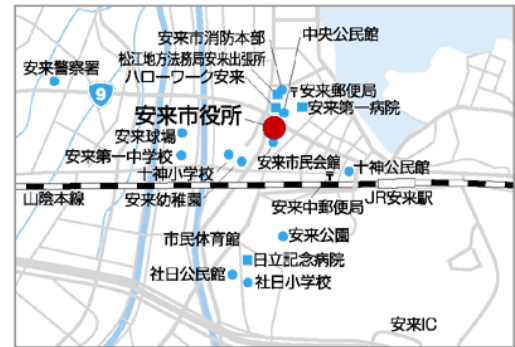 安来市消防本部
中央公民館
松江地方法務局安来出張所
ハローワーク安来
安来警察署
〒安来郵便局
9
安来第一病院
安来市役所
安来球場
安来第一中学校
安来市民会館
十神公民館
十神小学校
〒
山陰本線
安来幼稚園
安来中郵便局
JR安来駅
市民体育館
安来公園
日立記念病院
社日公民館
社日小学校
安来IC